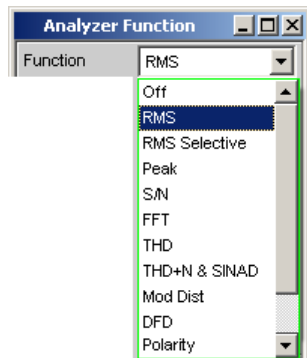 Analyzer Function
Function RMS
Off
RMS
RMS Selective
Peak
S/N
FFT
THD
THD+N & SINAD
Mod Dist
DFD
Polarity